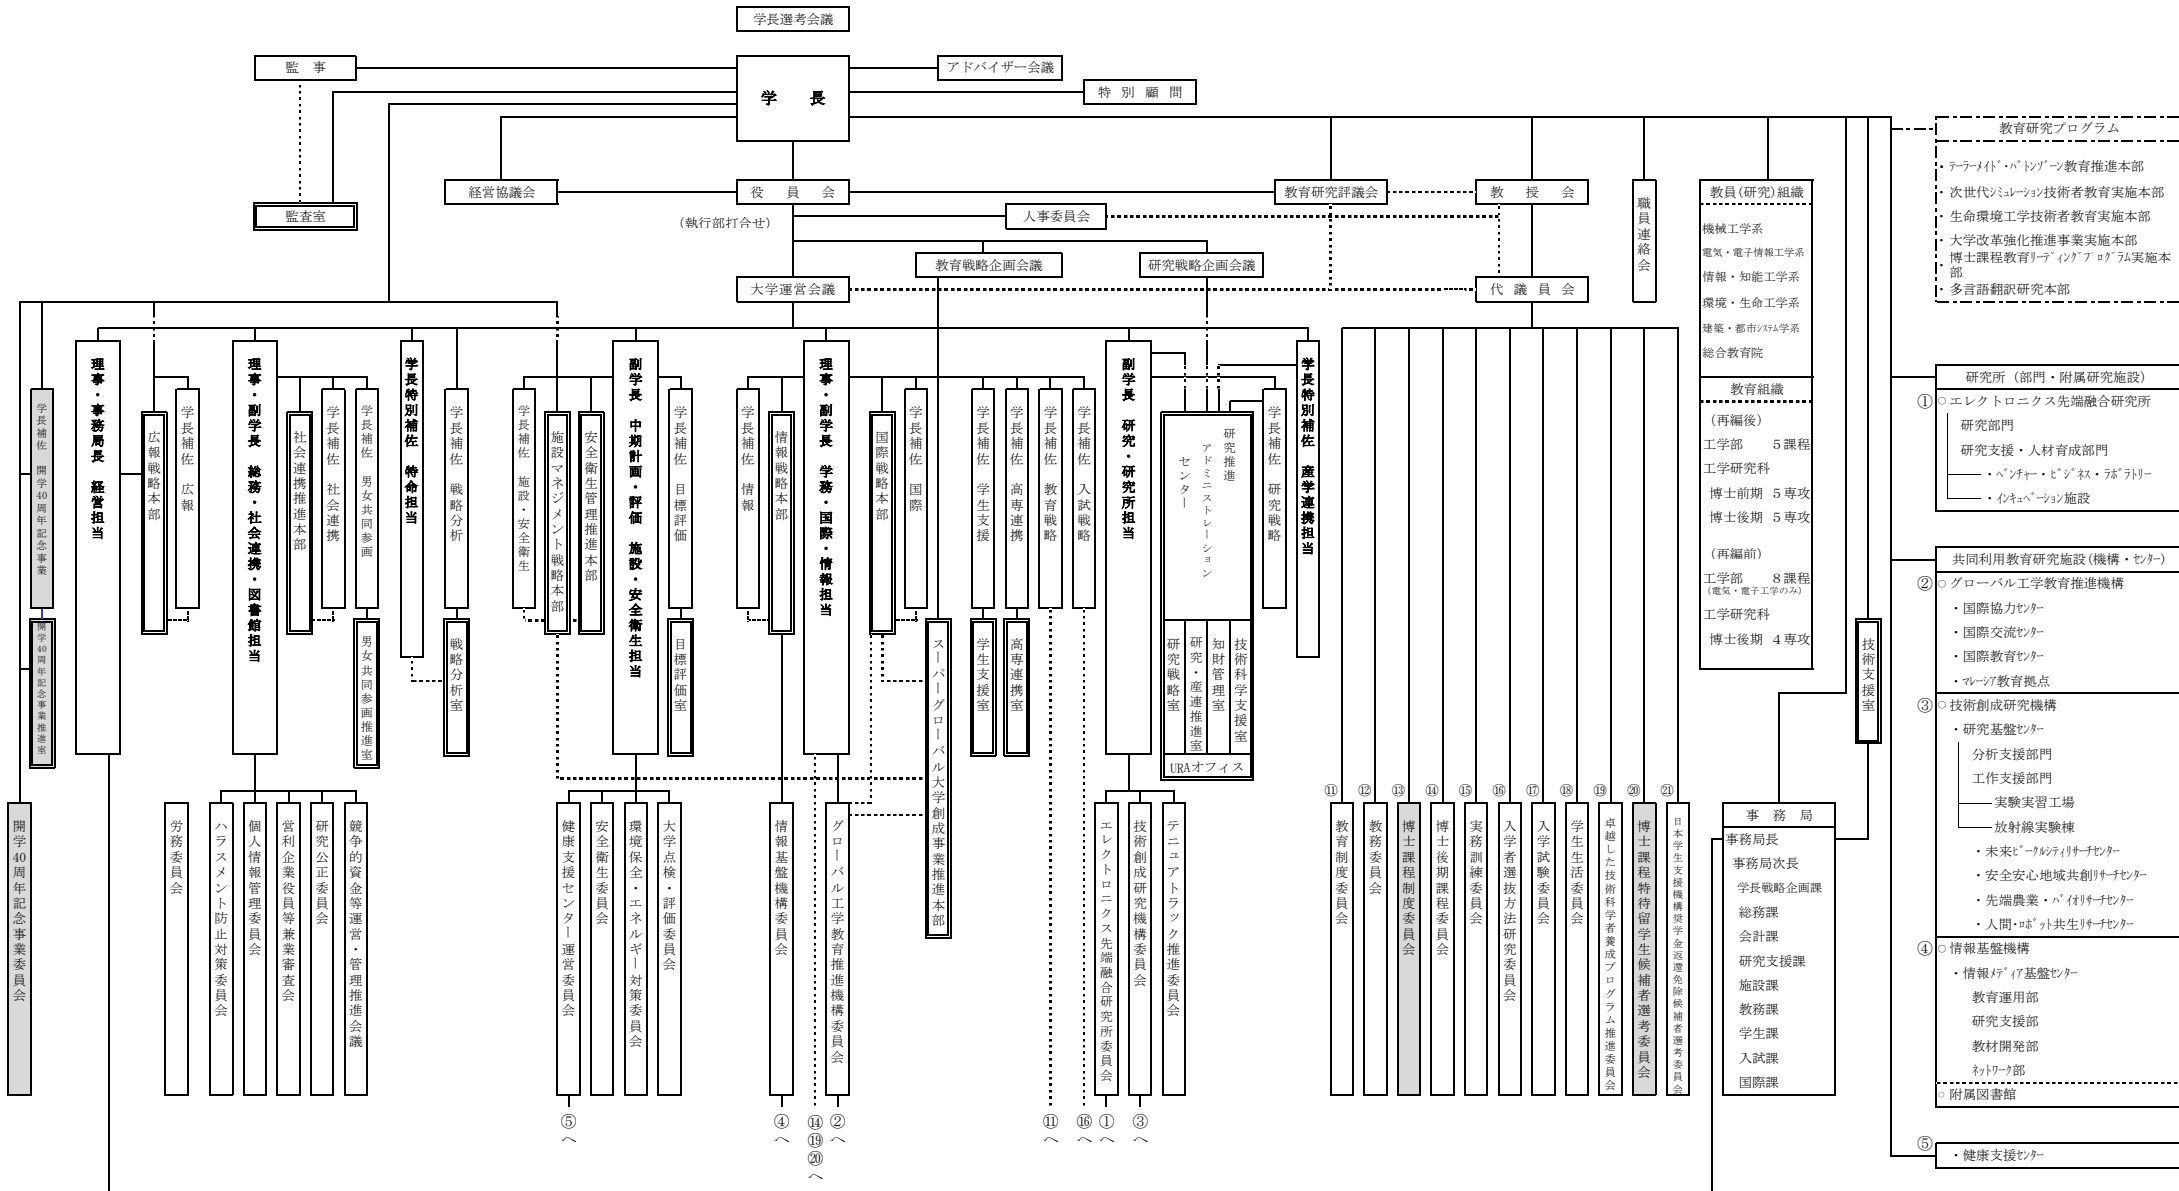 学長選考会議
監　事
学　長
アドバイザー会議
特 別 顧 問
経営協議会
役　員　会
教育研究評議会
教　授　会
監査室
(執行部打合せ)
人事委員会
職員連絡会
教育戦略企画会議
研究戦略企画会議
大学運営会議
代 議 員 会
教員(研究)組織
機械工学系
電気・電子情報工学系
情報・知能工学系
環境・生命工学系
建築・都市ｼｽﾃﾑ学系
総合教育院
教育組織
(再編後)
工学部　5課程
工学研究科
博士前期 5専攻
博士後期 5専攻
(再編前)
工学部　8課程
(電気・電子工学のみ)
工学研究科
博士後期 4専攻
教育研究プログラム
・ﾃｰﾗｰﾒｲﾄﾞ・ﾊﾞﾄﾝｿﾞｰﾝ教育推進本部
・次世代ｼﾐｭﾚｰｼｮﾝ技術者教育実施本部
・生命環境工学技術者教育実施本部
・大学改革強化推進事業実施本部
・博士課程教育ﾘｰﾃﾞｨﾝｸﾞﾌﾟﾛｸﾞﾗﾑ実施本部
・多言語翻訳研究本部
学長補佐　開学40周年記念事業
開学40周年記念事業推進室
理事・事務局長　経営担当
広報戦略本部
学長補佐　広報
理事・副学長　総務・社会連携・図書館担当
社会連携推進本部
学長補佐　社会連携
学長補佐　男女共同参画
男女共同参画推進室
学長特別補佐　特命担当
学長補佐　戦略分析
戦略分析室
学長補佐　施設・安全衛生
施設マネジメント戦略本部
安全衛生管理推進本部
副学長　中期計画・評価　施設・安全衛生担当
学長補佐　目標評価
目標評価室
学長補佐　情報
情報戦略本部
理事・副学長　学務・国際・情報担当
国際戦略本部
学長補佐　国際
スーパーグローバル大学創成事業推進本部
学長補佐　学生支援
学生支援室
学長補佐　高専連携
高専連携室
学長補佐　教育戦略
学長補佐　入試戦略
副学長　研究・研究所担当
研究推進
アドミニストレーション
センター
研究戦略室
研究・産連推進室
知財管理室
技術科学支援室
URAオフィス
学長補佐　研究戦略
学長特別補佐　産学連携担当
開学40周年記念事業委員会
労務委員会
ハラスメント防止対策委員会
個人情報管理委員会
営利企業役員等兼業審査会
研究公正委員会
競争的資金等運営・管理推進会議
健康支援センター運営委員会
安全衛生委員会
環境保全・エネルギー対策委員会
大学点検・評価委員会
情報基盤機構委員会
グローバル工学教育推進機構委員会
エレクトロニクス先端融合研究所委員会
技術創成研究機構委員会
テニュアトラック推進委員会
⑤へ
④へ
⑭⑲⑳へ
②へ
⑪へ
⑯へ
①へ
③へ
⑪ 教育制度委員会
⑫ 教務委員会
⑬ 博士課程制度委員会
⑭ 博士後期課程委員会
⑮ 実務訓練委員会
⑯ 入学者選抜方法研究委員会
⑰ 入学試験委員会
⑱ 学生生活委員会
⑲ 卓越した技術科学者養成プログラム推進委員会
⑳ 博士課程特待留学生候補者選考委員会
㉑ 日本学生支援機構奨学金返還免除候補者選考委員会
技術支援室
事　務　局
事務局長
事務局次長
学長戦略企画課
総務課
会計課
研究支援課
施設課
教務課
学生課
入試課
国際課
研究所 (部門・附属研究施設)
①○エレクトロニクス先端融合研究所
研究部門
研究支援・人材育成部門
・ﾍﾞﾝﾁｬｰ・ﾋﾞｼﾞﾈｽ・ﾗﾎﾞﾗﾄﾘｰ
・ｲﾝｷｭﾍﾞｰｼｮﾝ施設
共同利用教育研究施設(機構・ｾﾝﾀｰ)
②○グローバル工学教育推進機構
・国際協力ｾﾝﾀｰ
・国際交流ｾﾝﾀｰ
・国際教育ｾﾝﾀｰ
・ﾏﾚｰｼｱ教育拠点
③○技術創成研究機構
・研究基盤ｾﾝﾀｰ
分析支援部門
工作支援部門
実験実習工場
放射線実験棟
・未来ﾋﾞｰｸﾙｼﾃｨﾘｻｰﾁｾﾝﾀｰ
・安全安心地域共創ﾘｻｰﾁｾﾝﾀｰ
・先端農業・ﾊﾞｲｵﾘｻｰﾁｾﾝﾀｰ
・人間・ﾛﾎﾞｯﾄ共生ﾘｻｰﾁｾﾝﾀｰ
④○情報基盤機構
・情報ﾒﾃﾞｨｱ基盤ｾﾝﾀｰ
教育運用部
研究支援部
教材開発部
ﾈｯﾄﾜｰｸ部
○附属図書館
⑤
・健康支援ｾﾝﾀｰ